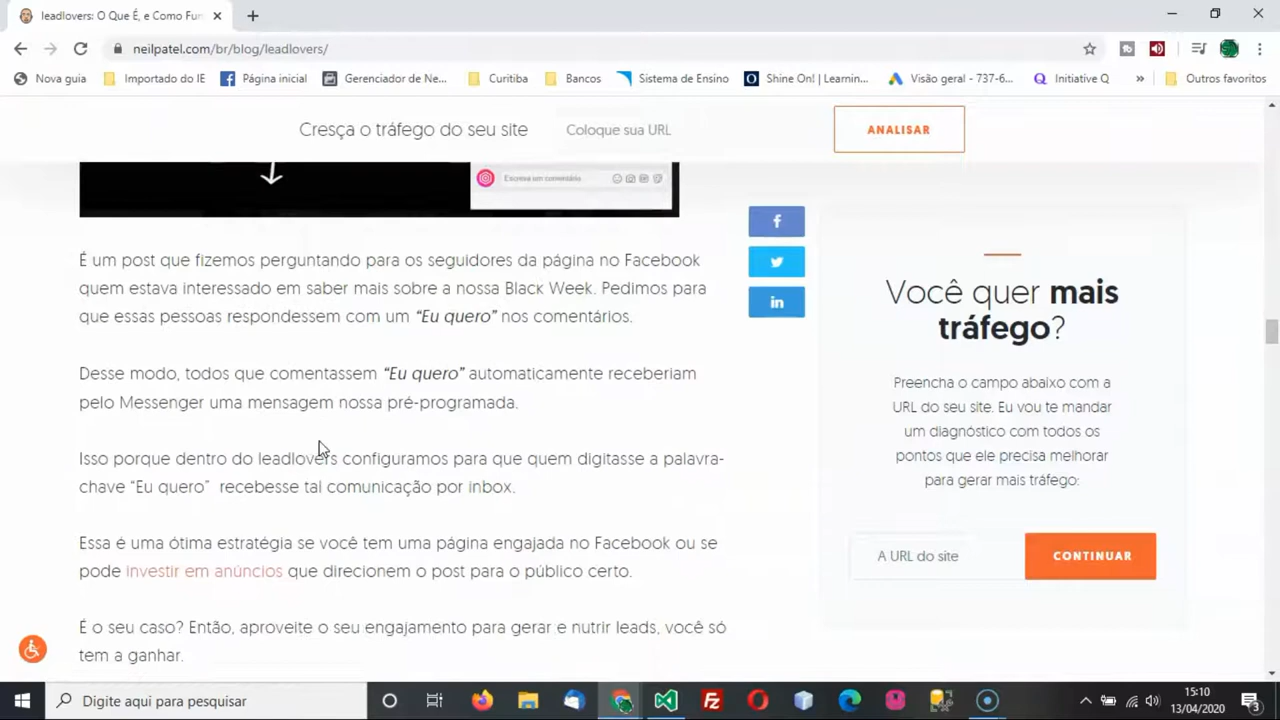 leadlovers: O Que É, e Como Fun
neilpatel.com/br/blog/leadlovers/
Nova guia
Importado do IE
Página inicial
Gerenciador de Ne...
Curitiba
Bancos
Sistema de Ensino
Shine On! | Learnin...
Visão geral - 737-6...
Initiative Q
»
Outros favoritos
Cresça o tráfego do seu site
Coloque sua URL
ANALISAR
Escreva um comentário...
É um post que fizemos perguntando para os seguidores da página no Facebook
quem estava interessado em saber mais sobre a nossa Black Week. Pedimos para
que essas pessoas respondessem com um “Eu quero” nos comentários.
Desse modo, todos que comentassem “Eu quero” automaticamente receberiam
pelo Messenger uma mensagem nossa pré-programada.
Isso porque dentro do leadlovers configuramos para que quem digitasse a palavra-
chave “Eu quero” recebesse tal comunicação por inbox.
Essa é uma ótima estratégia se você tem uma página engajada no Facebook ou se
pode investir em anúncios que direcionem o post para o público certo.
É o seu caso? Então, aproveite o seu engajamento para gerar e nutrir leads, você só
tem a ganhar.
Você quer mais
tráfego?
Preencha o campo abaixo com a
URL do seu site. Eu vou te mandar
um diagnóstico com todos os
pontos que ele precisa melhorar
para gerar mais tráfego:
A URL do site
CONTINUAR
Digite aqui para pesquisar
15:10
13/04/2020
3